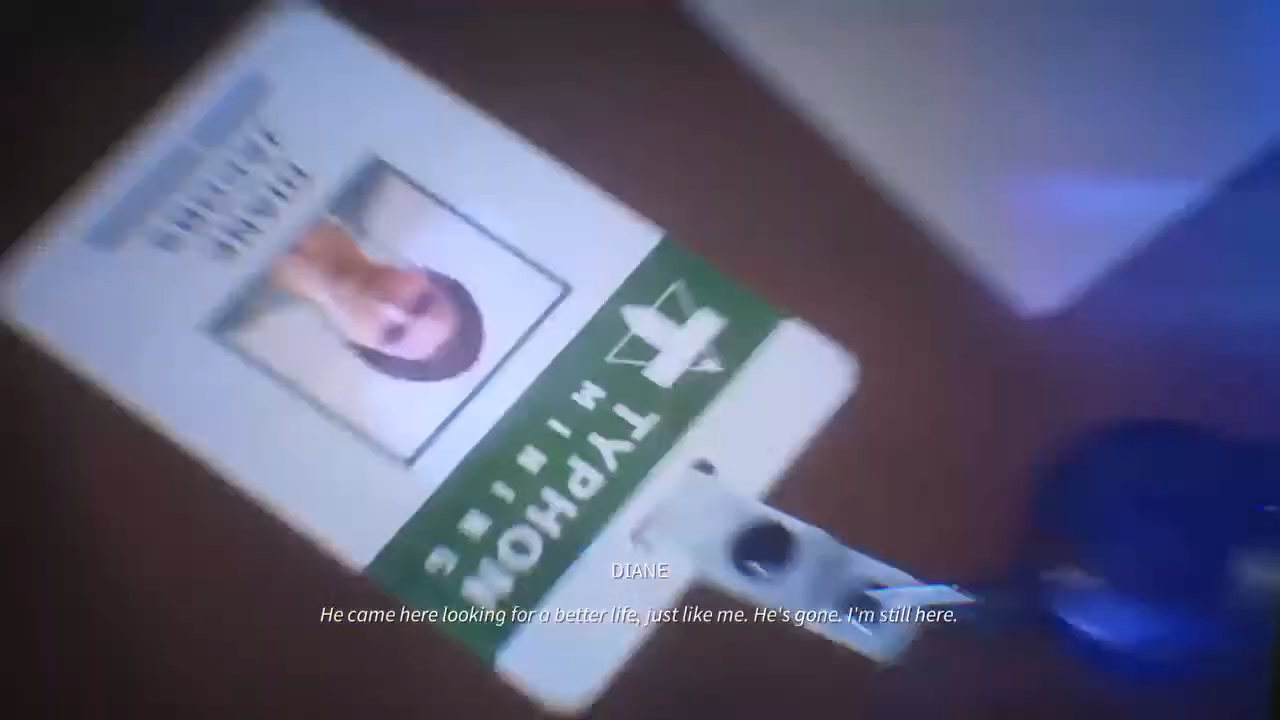 DIANE
TYPHON
MINING
DIANE
He came here looking for a better life, just like me. He's gone. I'm still here.